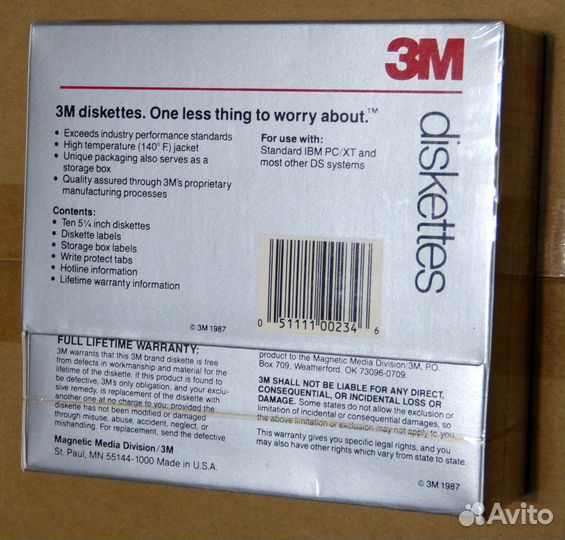 3M
diskettes
3M diskettes. One less thing to worry about.™
• Exceeds industry performance standards
• High temperature (140° F.) jacket
• Unique packaging also serves as a
storage box
• Quality assured through 3M's proprietary
manufacturing processes
For use with:
Standard IBM PC/XT and
most other DS systems
Contents:
• Ten 5¼ inch diskettes
• Diskette labels
• Storage box labels
• Write protect tabs
• Hotline information
• Lifetime warranty information
0 51111 00234 6
© 3M 1987
FULL LIFETIME WARRANTY:
3M warrants that this 3M brand diskette is free
from defects in workmanship and material for the
lifetime of the diskette. If this product is found to
be defective, 3M's only obligation, and your exclu-
sive remedy, is replacement of the diskette with
another one at no charge to you: provided the
diskette has not been modified or damaged
through misuse, abuse, accident, neglect, or
mishandling. For replacement, send the defective
product to the Magnetic Media Division/3M, P.O.
Box 709, Weatherford, OK 73096-0709
3M SHALL NOT BE LIABLE FOR ANY DIRECT,
CONSEQUENTIAL, OR INCIDENTAL LOSS OR
DAMAGE. Some states do not allow the exclusion or
limitation of incidental or consequential damages, so
the above limitation or exclusion may not apply to you.
This warranty gives you specific legal rights, and you
may also have other rights which vary from state to state.
Magnetic Media Division/3M
St. Paul, MN 55144-1000 Made in U.S.A.
© 3M 1987
Avito